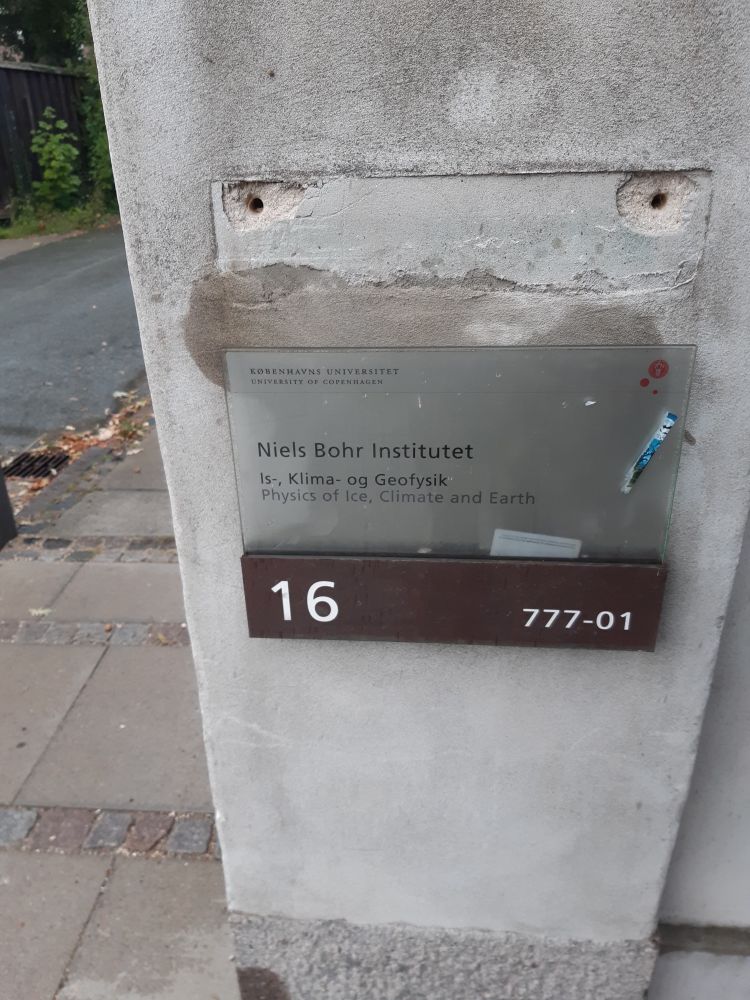 KØBENHAVNS UNIVERSITET
UNIVERSITY OF COPENHAGEN
Niels Bohr Institutet
Is-, Klima- og Geofysik
Physics of Ice, Climate and Earth
16
777-01